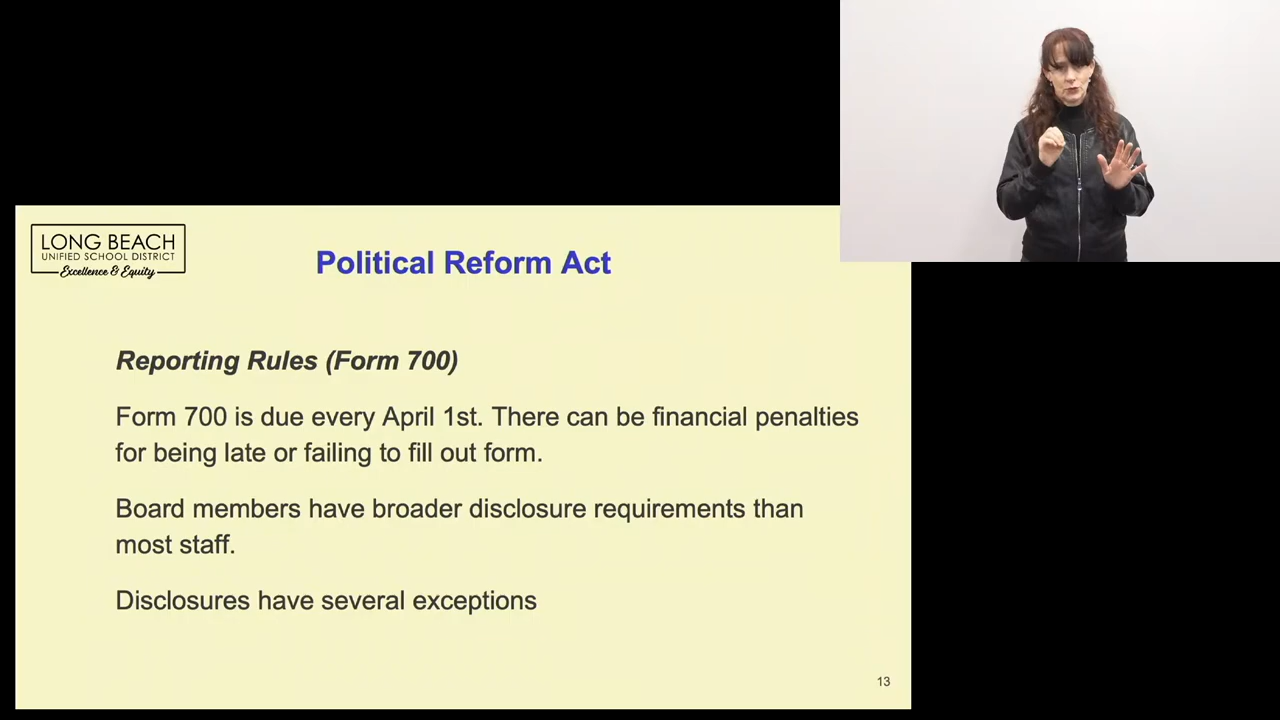 LONG BEACH
UNIFIED SCHOOL DISTRICT
Excellence & Equity
Political Reform Act
Reporting Rules (Form 700)
Form 700 is due every April 1st. There can be financial penalties
for being late or failing to fill out form.
Board members have broader disclosure requirements than
most staff.
Disclosures have several exceptions
13